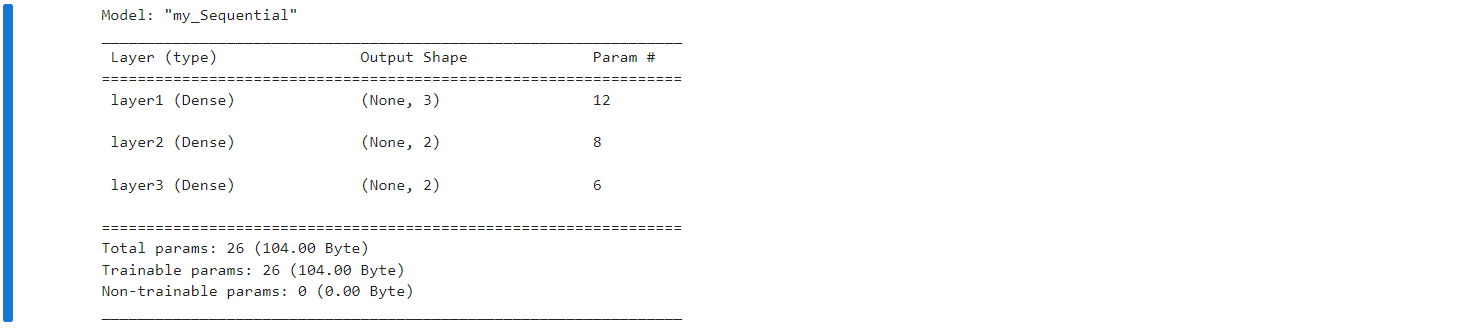 Model: "my_Sequential"
_________________________________________________________________
 Layer (type)                Output Shape              Param #
=================================================================
 layer1 (Dense)              (None, 3)                 12
 layer2 (Dense)              (None, 2)                 8
 layer3 (Dense)              (None, 2)                 6
=================================================================
Total params: 26 (104.00 Byte)
Trainable params: 26 (104.00 Byte)
Non-trainable params: 0 (0.00 Byte)
_________________________________________________________________